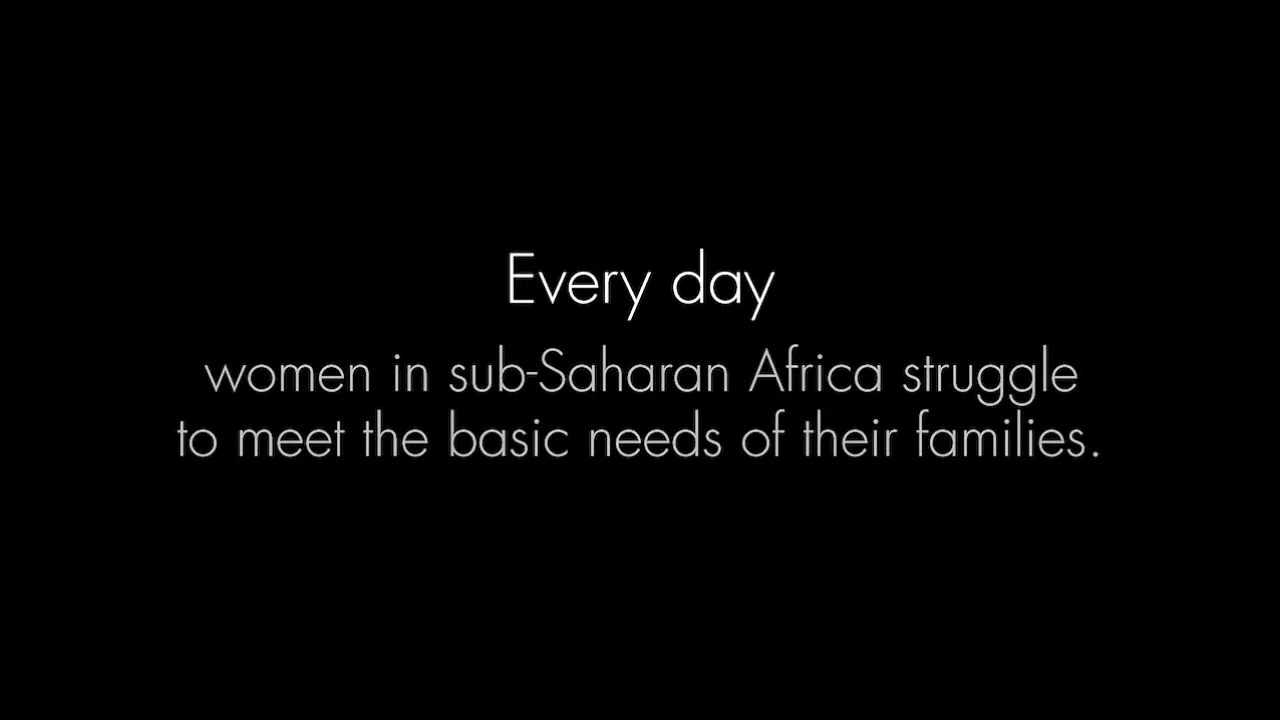 Every day
women in sub-Saharan Africa struggle
to meet the basic needs of their families.